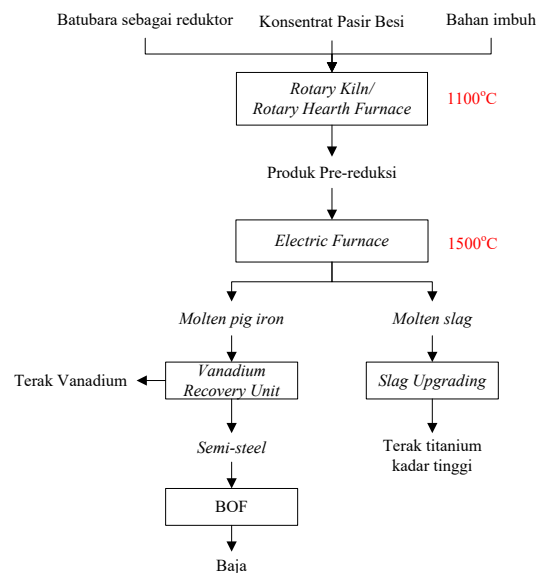 Batubara sebagai reduktor
Konsentrat Pasir Besi
Bahan imbuh
Rotary Kiln/
Rotary Hearth Furnace
1100°C
Produk Pre-reduksi
Electric Furnace
1500°C
Molten pig iron
Molten slag
Terak Vanadium
Vanadium
Recovery Unit
Slag Upgrading
Semi-steel
Terak titanium
kadar tinggi
BOF
Baja